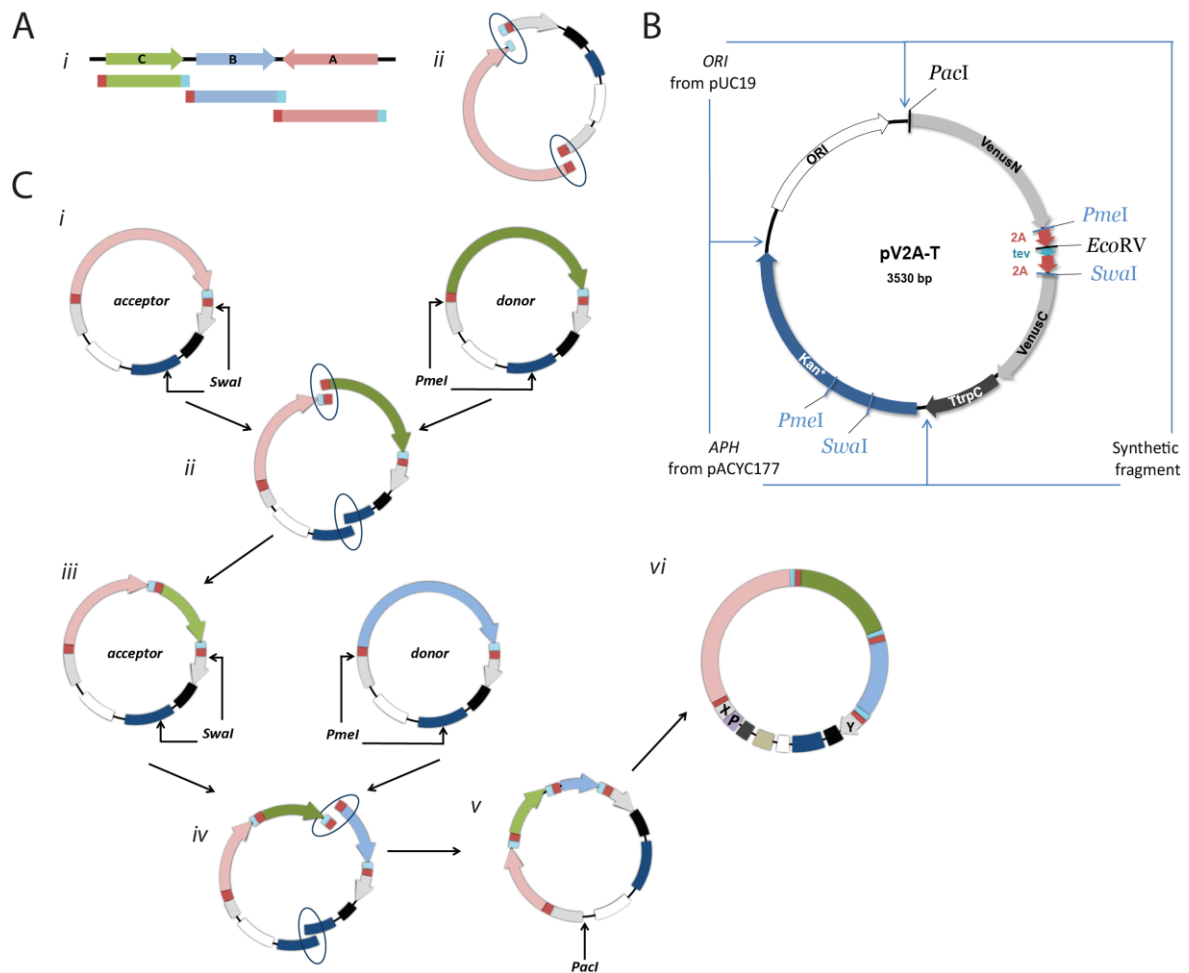 A
i
C
B
A
ii
B
ORI
from pUC19
PacI
ORI
VenusN
PmeI
2A
EcoRV
tev
2A
SwaI
pV2A-T
3530 bp
VenusC
TtrpC
Kan+
PmeI
SwaI
APH
from pACYC177
Synthetic
fragment
C
i
acceptor
SwaI
donor
PmeI
ii
iii
acceptor
SwaI
donor
PmeI
iv
v
PacI
vi
X
P
Y